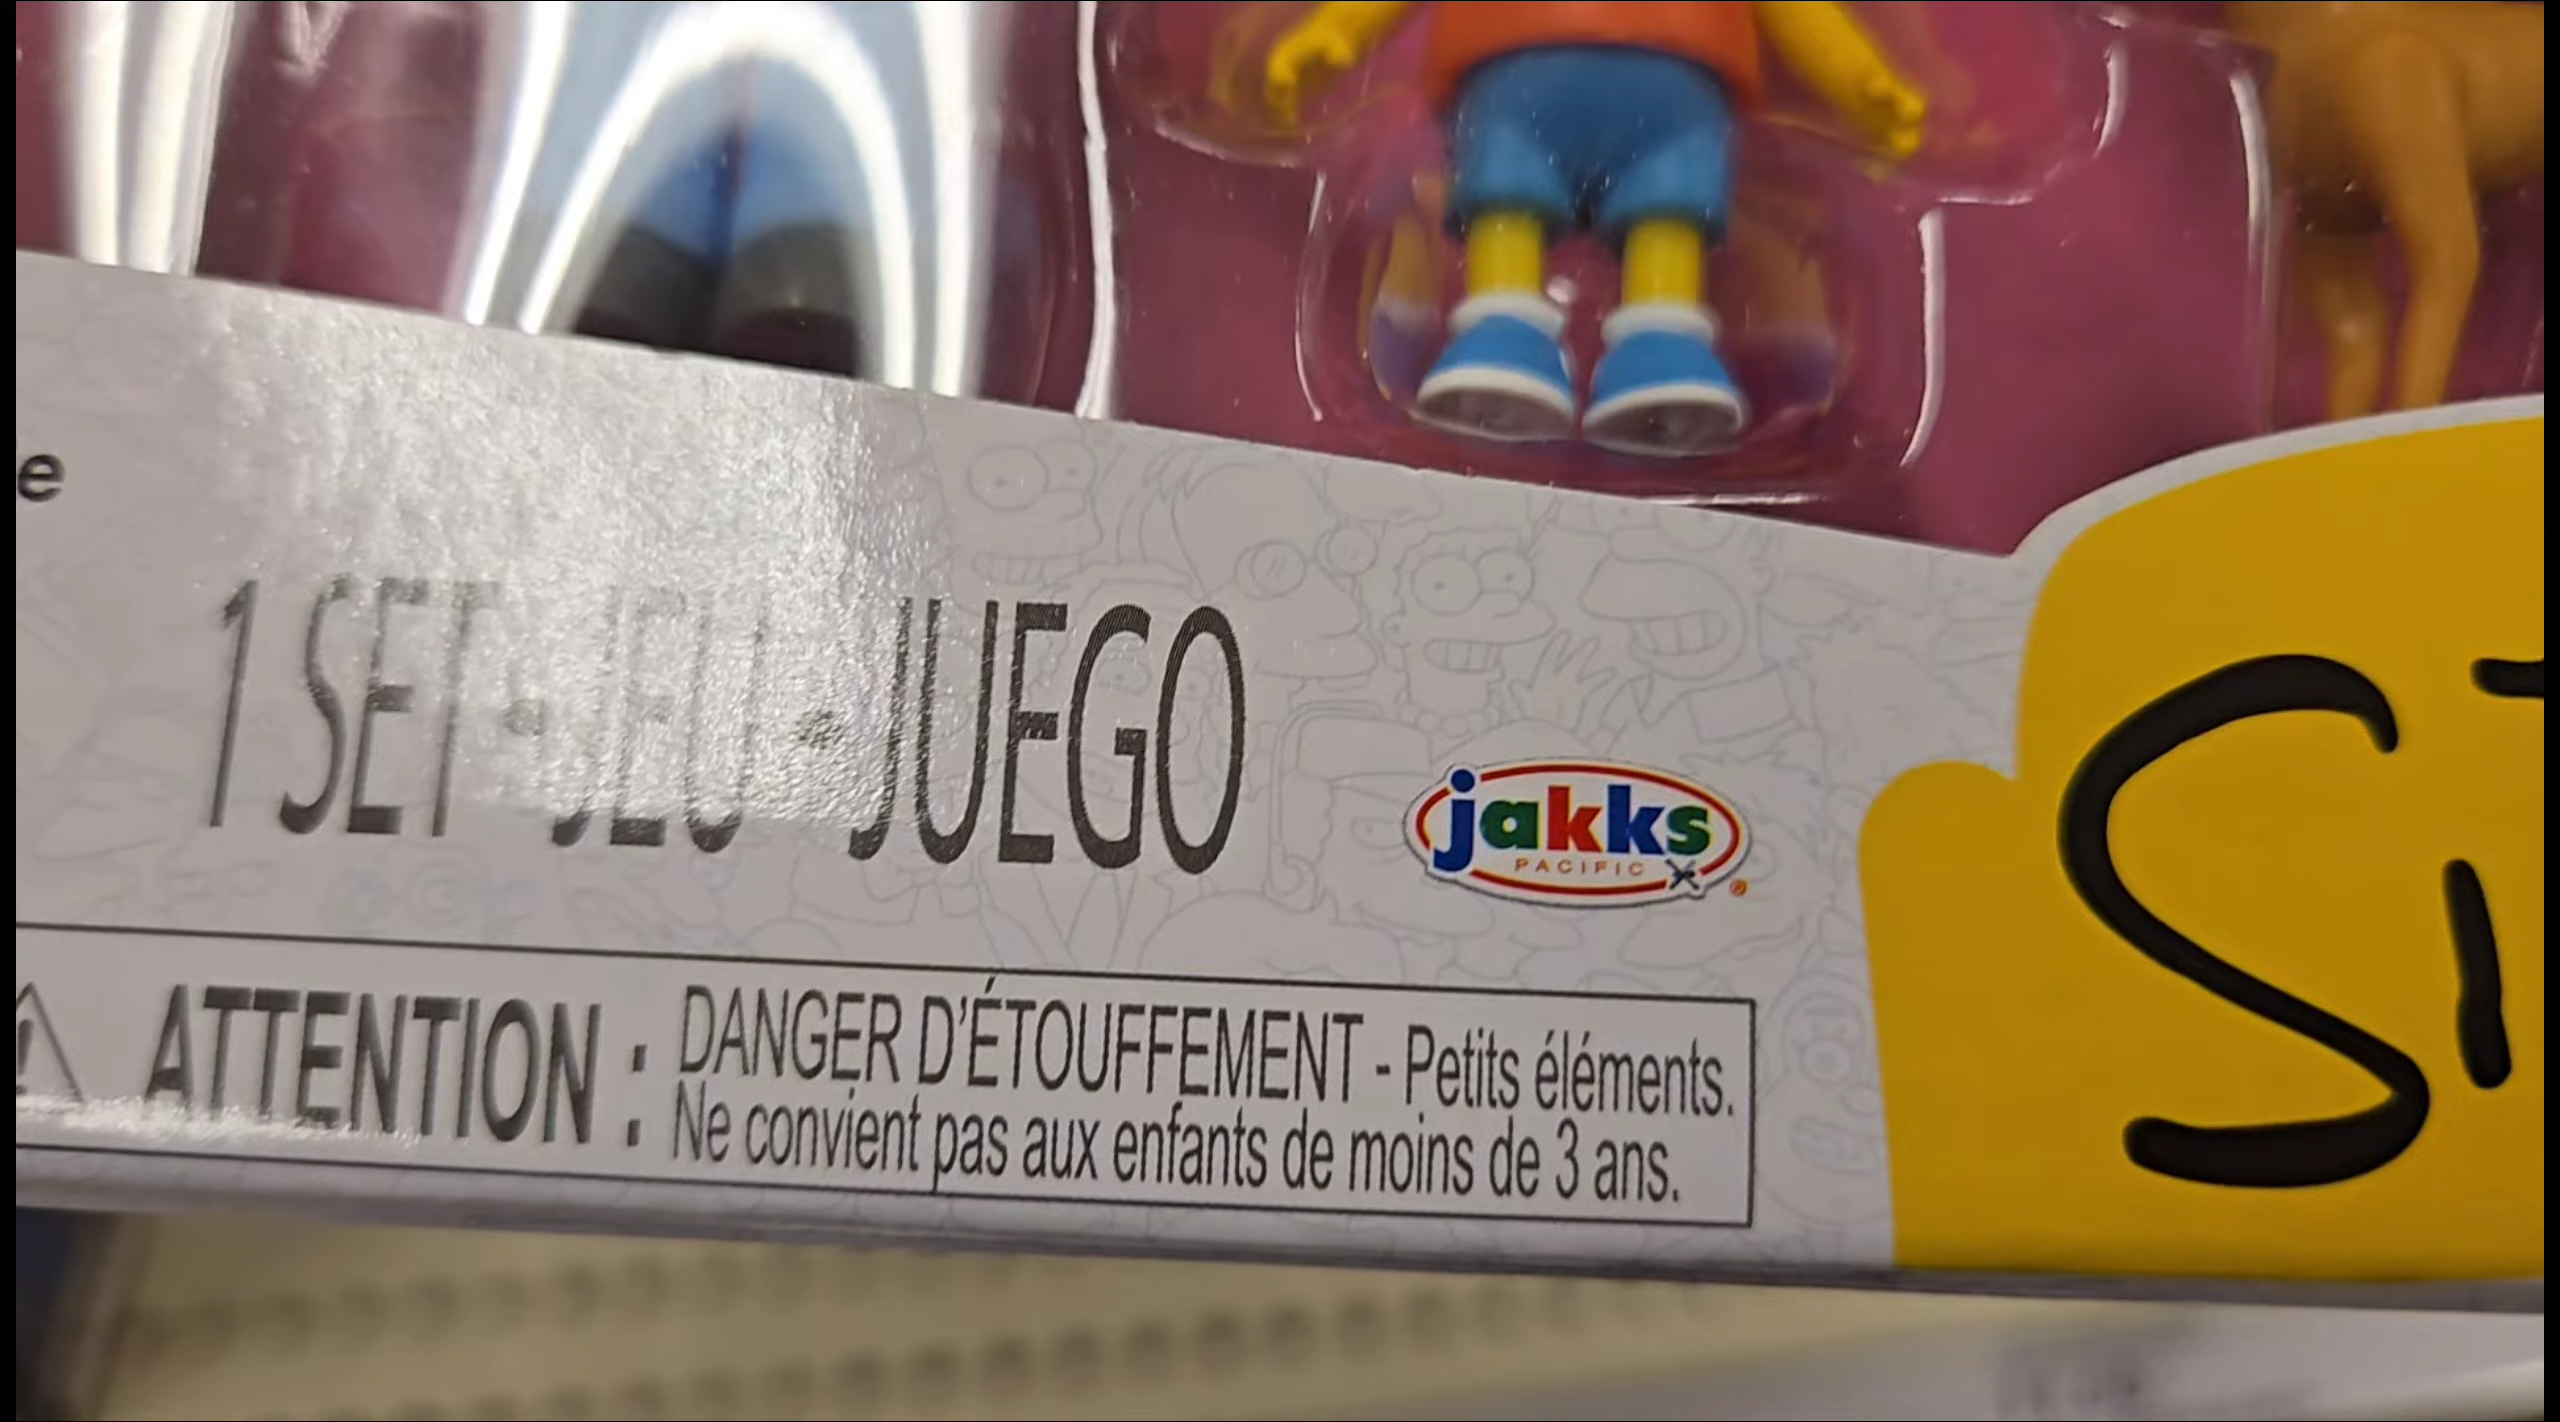 e
1 SET • JEU • JUEGO
jakks
PACIFIC
®
ATTENTION :
DANGER D'ÉTOUFFEMENT - Petits éléments.
Ne convient pas aux enfants de moins de 3 ans.